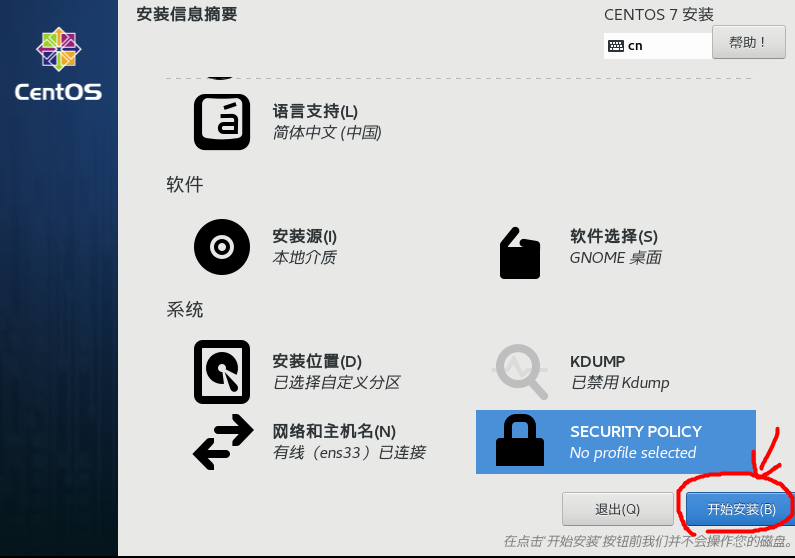 安装信息摘要
CENTOS 7 安装
cn
帮助！
CentOS
语言支持(L)
简体中文 (中国)
软件
安装源(I)
本地介质
软件选择(S)
GNOME 桌面
系统
安装位置(D)
已选择自定义分区
KDUMP
已禁用 Kdump
网络和主机名(N)
有线（ens33）已连接
SECURITY POLICY
No profile selected
退出(Q)
开始安装(B)
在点击'开始安装'按钮前我们并不会操作您的磁盘。